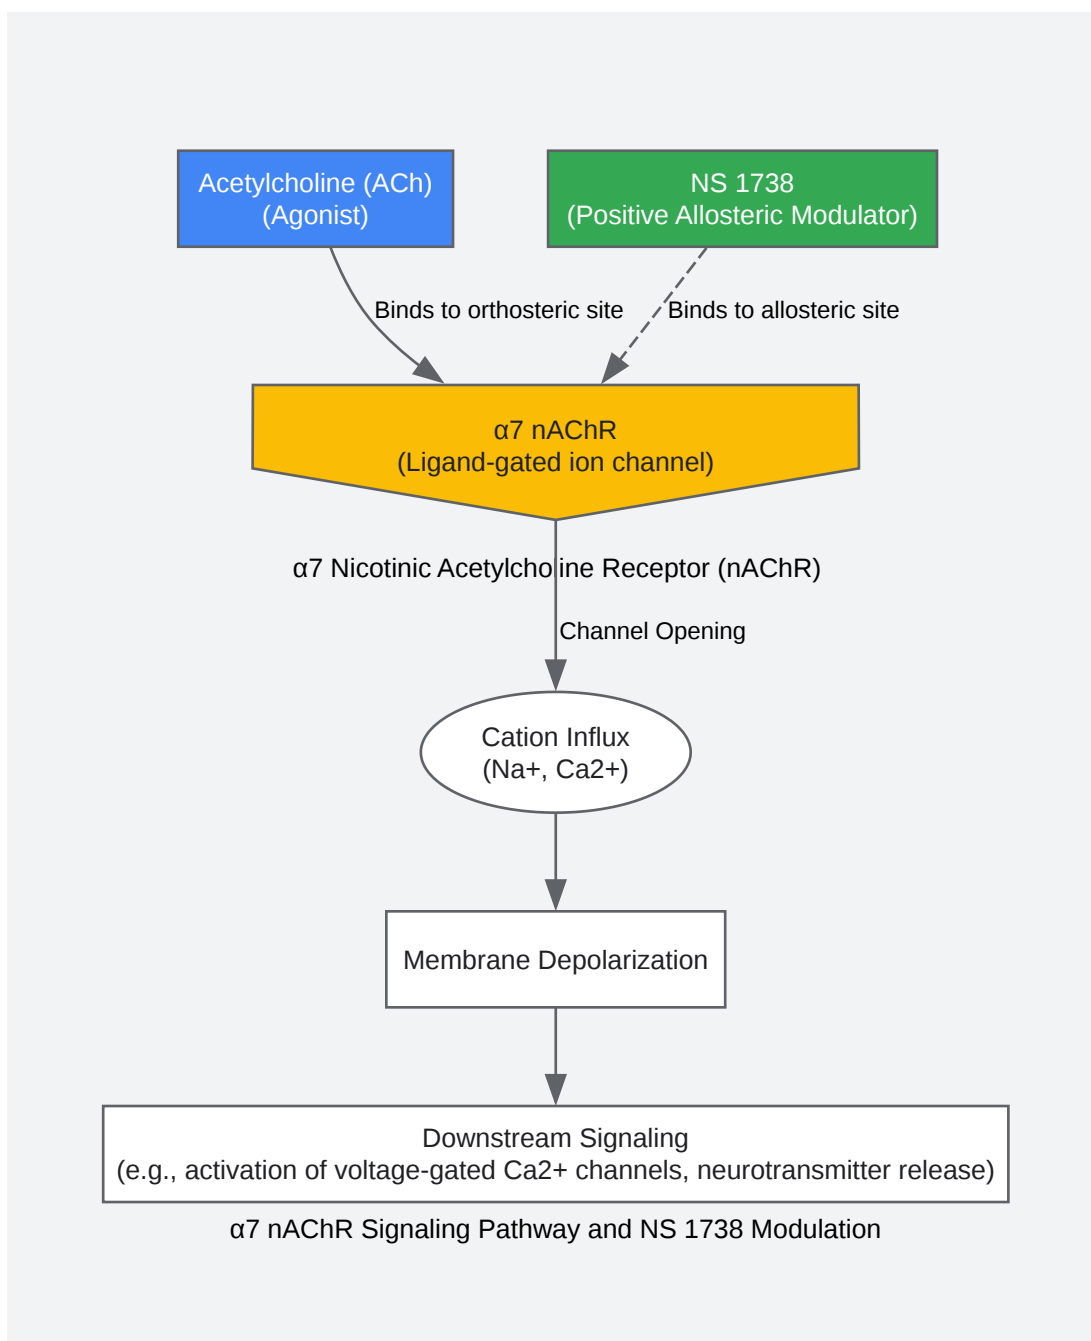 Acetylcholine (ACh)
(Agonist)
NS 1738
(Positive Allosteric Modulator)
Binds to orthosteric site
Binds to allosteric site
α7 nAChR
(Ligand-gated ion channel)
α7 Nicotinic Acetylcholine Receptor (nAChR)
Channel Opening
Cation Influx
(Na+, Ca2+)
Membrane Depolarization
Downstream Signaling
(e.g., activation of voltage-gated Ca2+ channels, neurotransmitter release)
α7 nAChR Signaling Pathway and NS 1738 Modulation